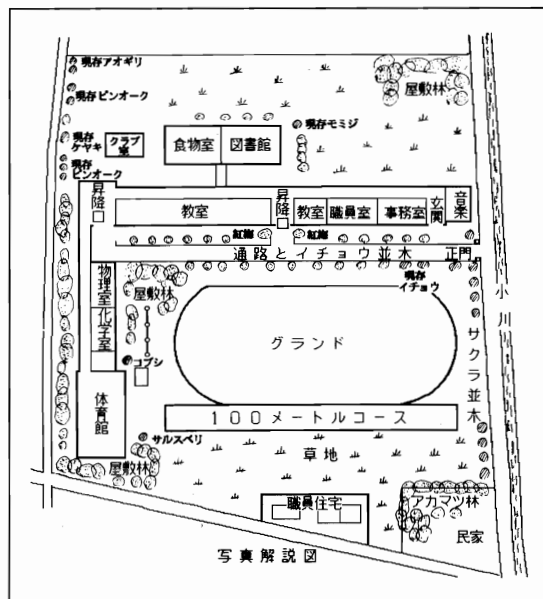 現存アオギリ
現存ピンオーク
屋敷林
現存ケヤキ
クラブ室
食物室
図書館
現存モミジ
現存ピンオーク
昇降口
教室
昇降口
教室
職員室
事務室
玄関
音楽
紅梅
紅梅
通路とイチョウ並木
正門
物理室
化学室
屋敷林
現存イチョウ
小川
グランド
サクラ並木
コブシ
体育館
100メートルコース
サルスベリ
草地
屋敷林
職員住宅
アカマツ林
民家
写真解説図